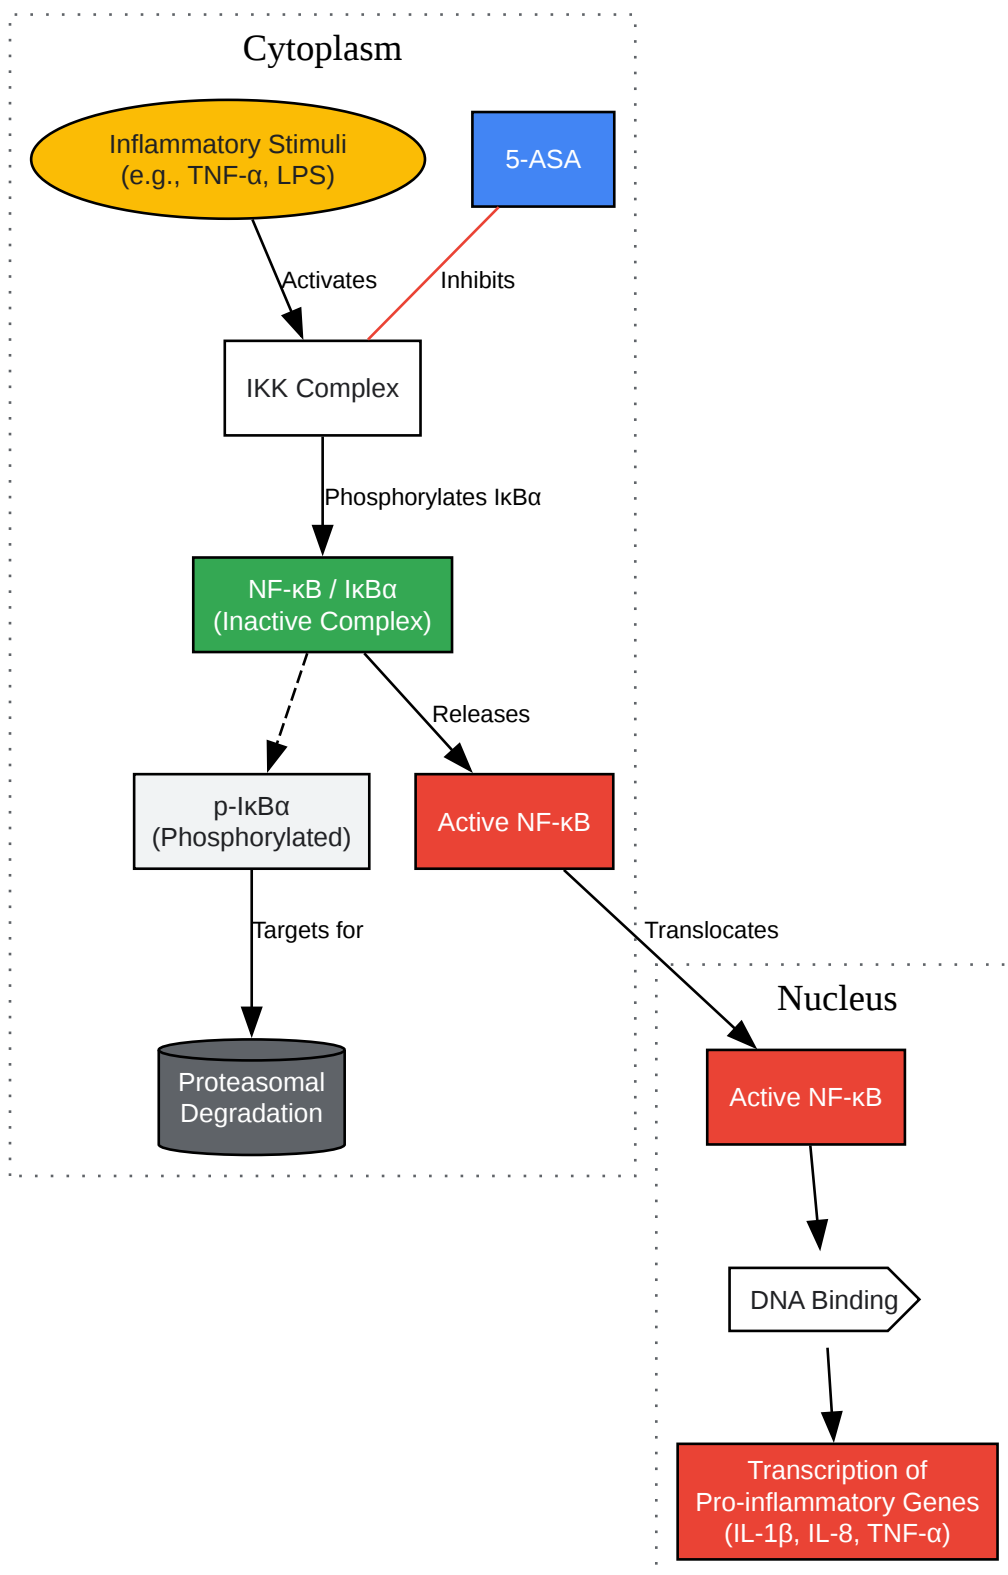 Cytoplasm
Inflammatory Stimuli
(e.g., TNF-α, LPS)
5-ASA
Activates
Inhibits
IKK Complex
Phosphorylates IκBα
NF-κB / IκBα
(Inactive Complex)
Releases
p-IκBα
(Phosphorylated)
Active NF-κB
Targets for
Translocates
Nucleus
Proteasomal
Degradation
Active NF-κB
DNA Binding
Transcription of
Pro-inflammatory Genes
(IL-1β, IL-8, TNF-α)